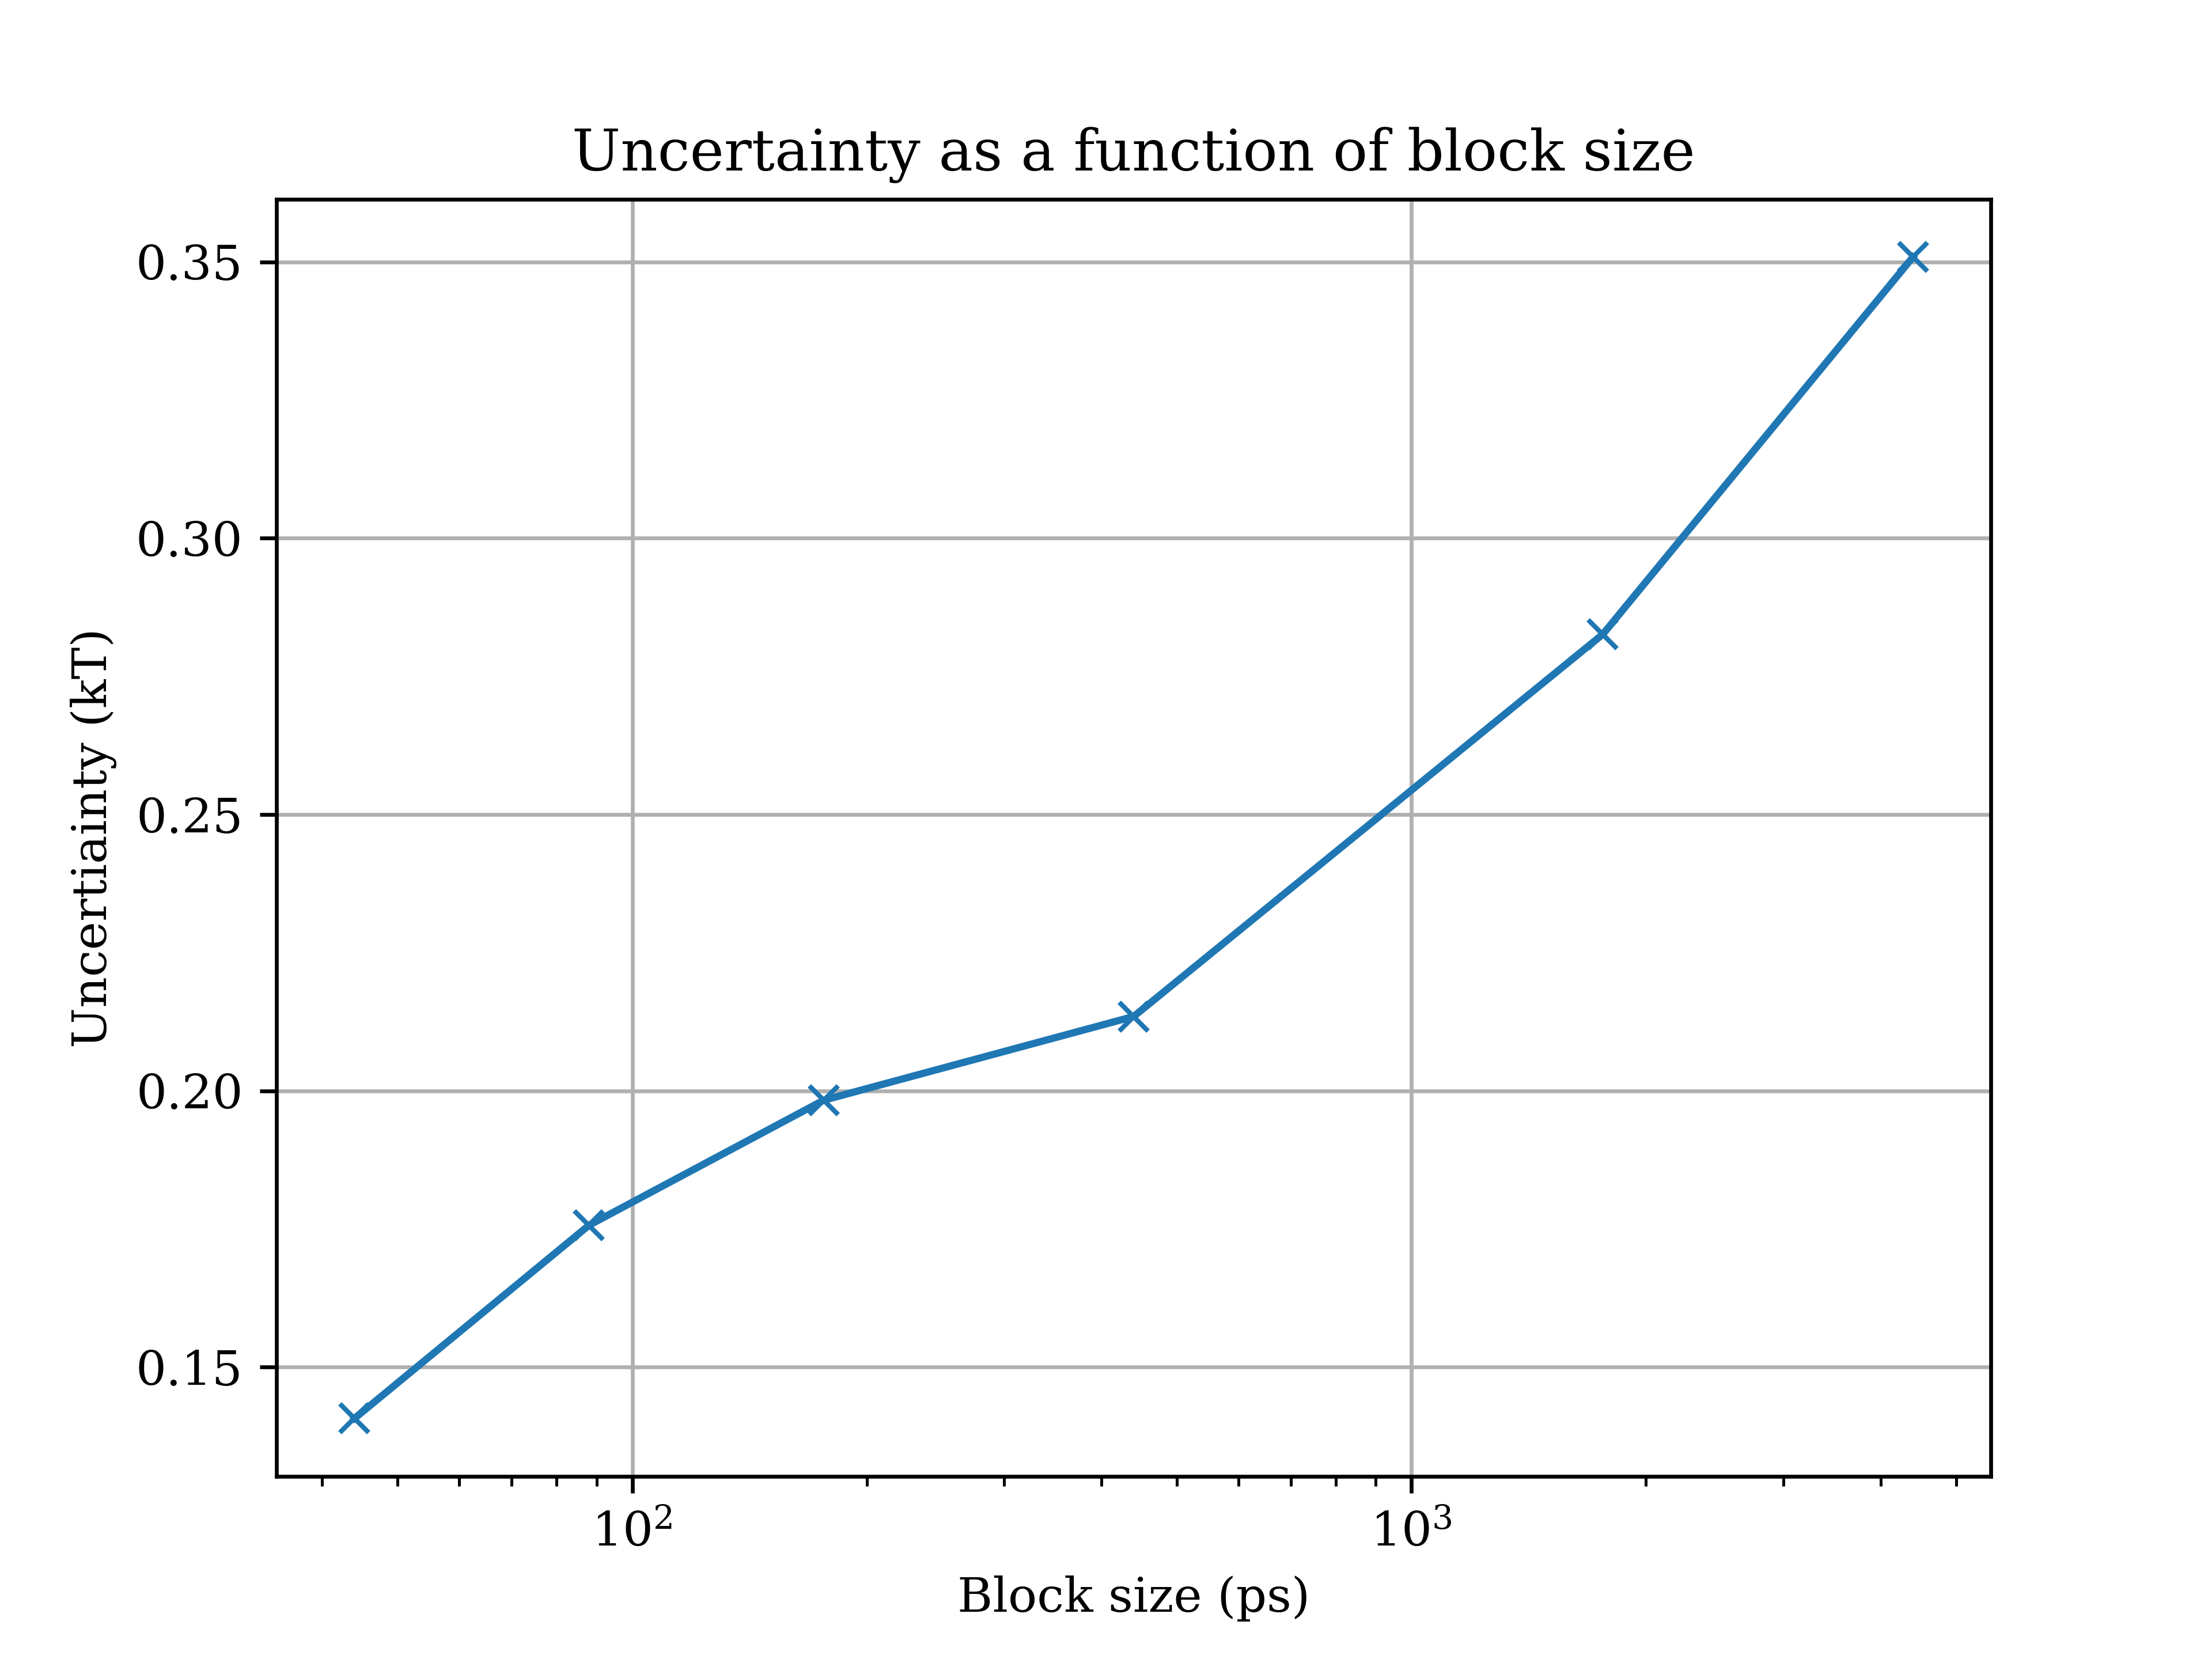 Uncertainty as a function of block size
0.35
0.30
0.25
0.20
0.15
Uncertiainty (kT)
10²
10³
Block size (ps)